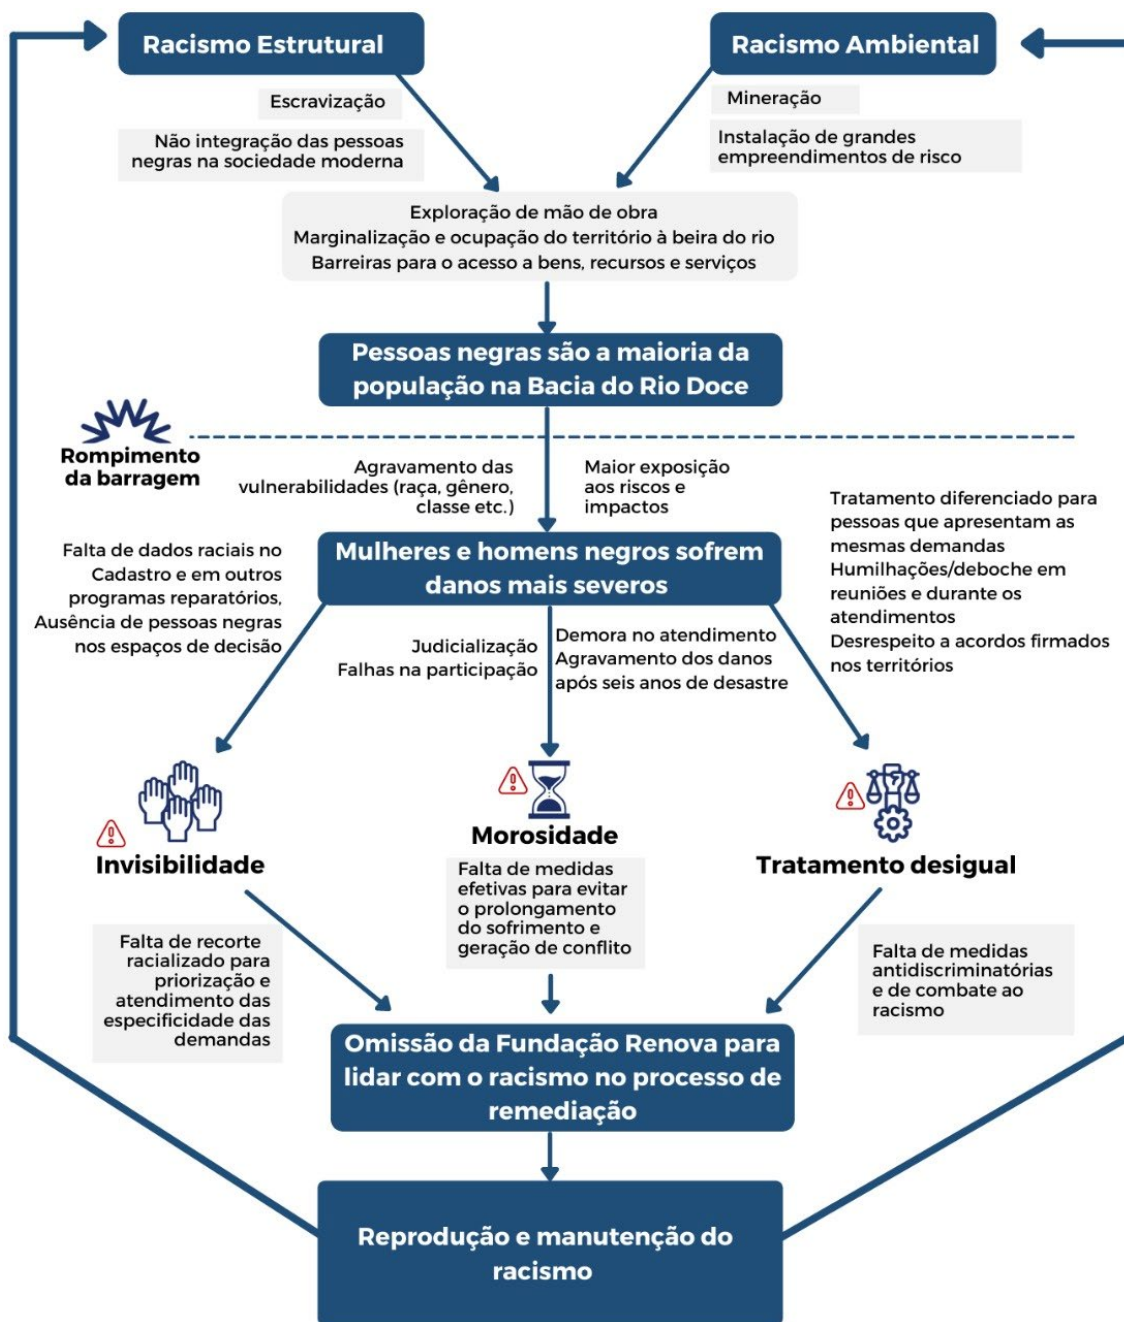 Racismo Estrutural
Racismo Ambiental
Escravização
Não integração das pessoas
negras na sociedade moderna
Mineração
Instalação de grandes
empreendimentos de risco
Exploração de mão de obra
Marginalização e ocupação do território à beira do rio
Barreiras para o acesso a bens, recursos e serviços
Pessoas negras são a maioria da
população na Bacia do Rio Doce
Rompimento
da barragem
Agravamento das
vulnerabilidades (raça, gênero,
classe etc.)
Maior exposição
aos riscos e
impactos
Mulheres e homens negros sofrem
danos mais severos
Falta de dados raciais no
Cadastro e em outros
programas reparatórios,
Ausência de pessoas negras
nos espaços de decisão
Judicialização
Falhas na participação
Demora no atendimento
Agravamento dos danos
após seis anos de desastre
Tratamento diferenciado para
pessoas que apresentam as
mesmas demandas
Humilhações/deboche em
reuniões e durante os
atendimentos
Desrespeito a acordos firmados
nos territórios
Invisibilidade
Morosidade
Tratamento desigual
Falta de recorte
racializado para
priorização e
atendimento das
especificidade das
demandas
Falta de medidas
efetivas para evitar
o prolongamento
do sofrimento e
geração de conflito
Falta de medidas
antidiscriminatórias
e de combate ao
racismo
Omissão da Fundação Renova para
lidar com o racismo no processo de
remediação
Reprodução e manutenção do
racismo